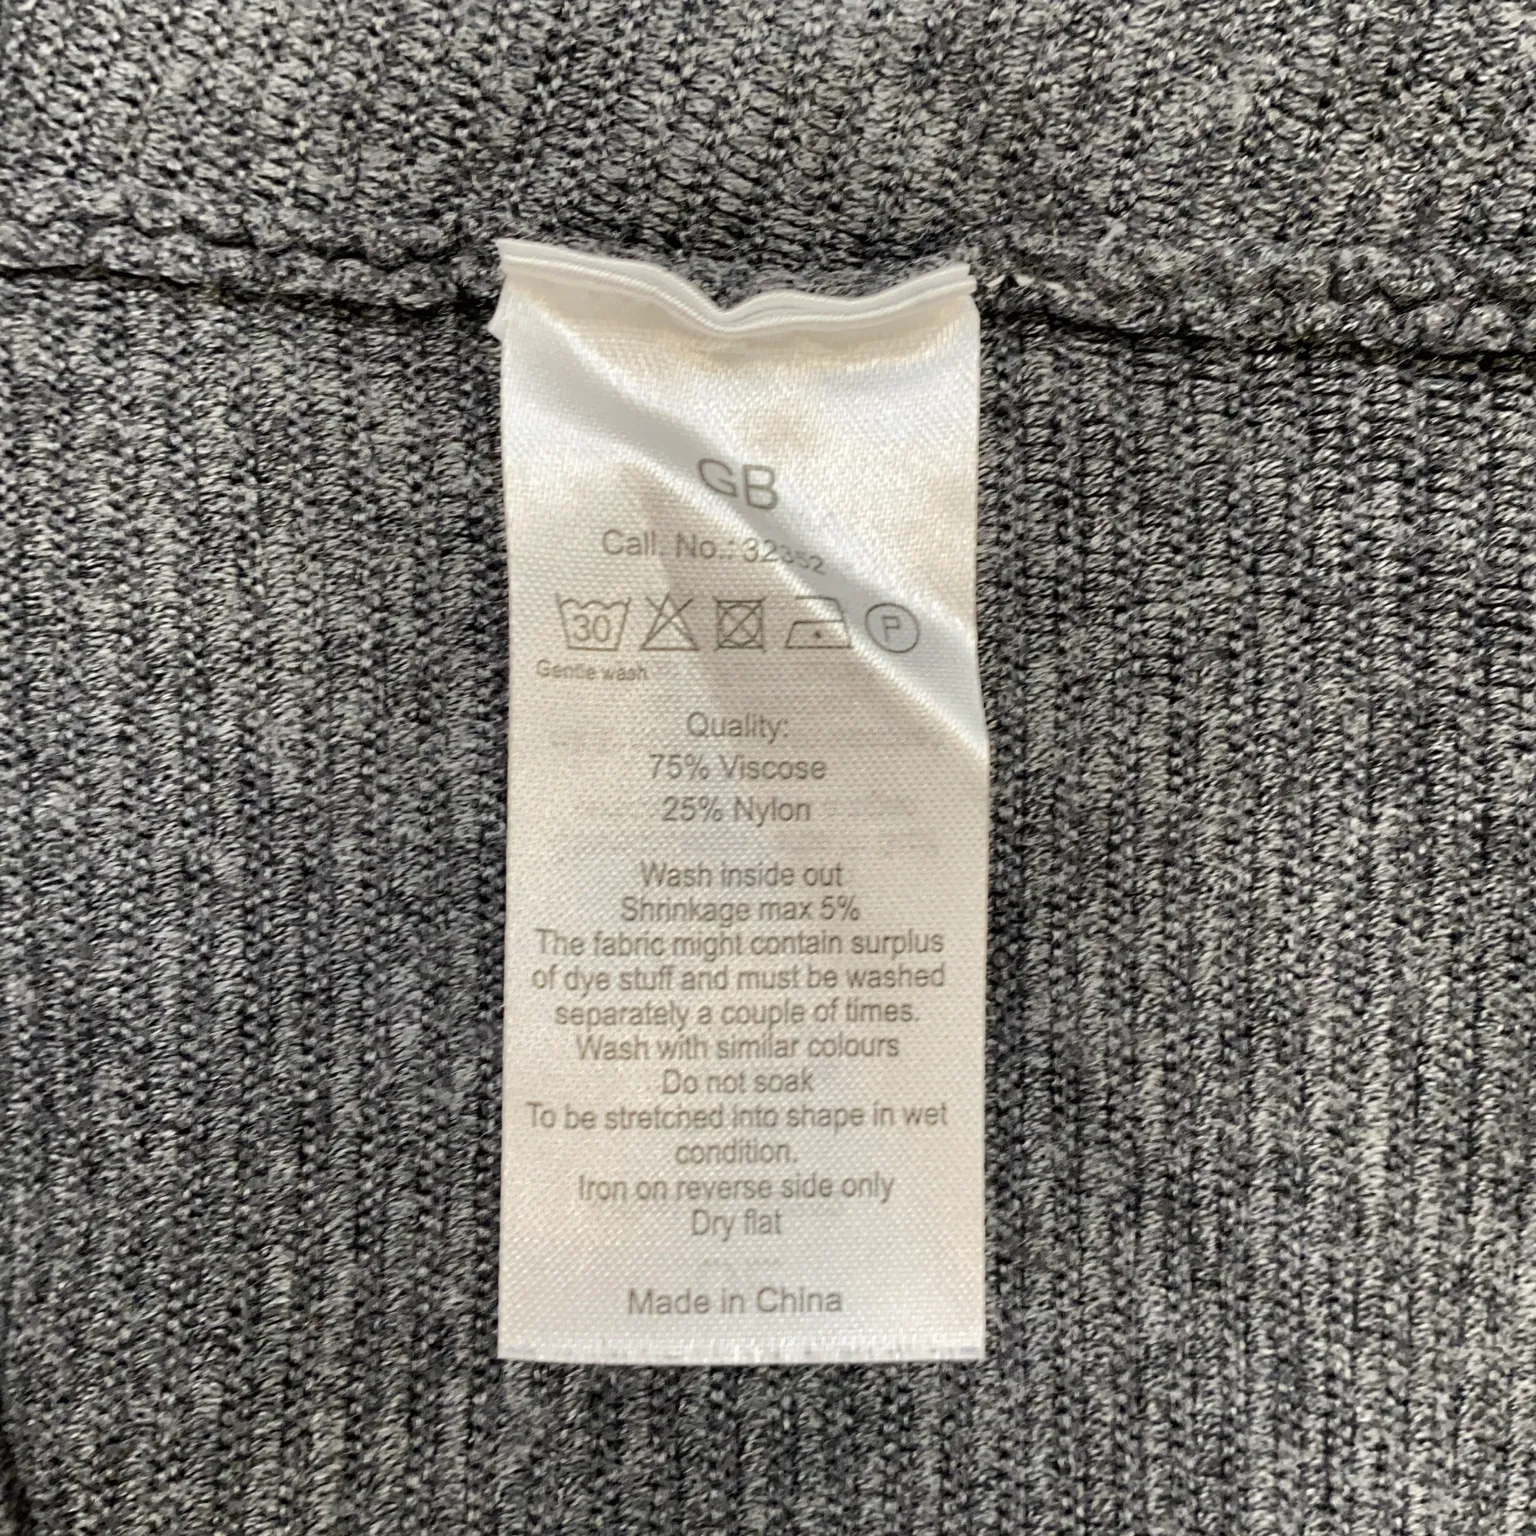 GB
Call. No.: 32352
30
P
Gentle wash
Quality:
75% Viscose
25% Nylon
Wash inside out
Shrinkage max 5%
The fabric might contain surplus
of dye stuff and must be washed
separately a couple of times.
Wash with similar colours
Do not soak
To be stretched into shape in wet
condition.
Iron on reverse side only
Dry flat
Made in China